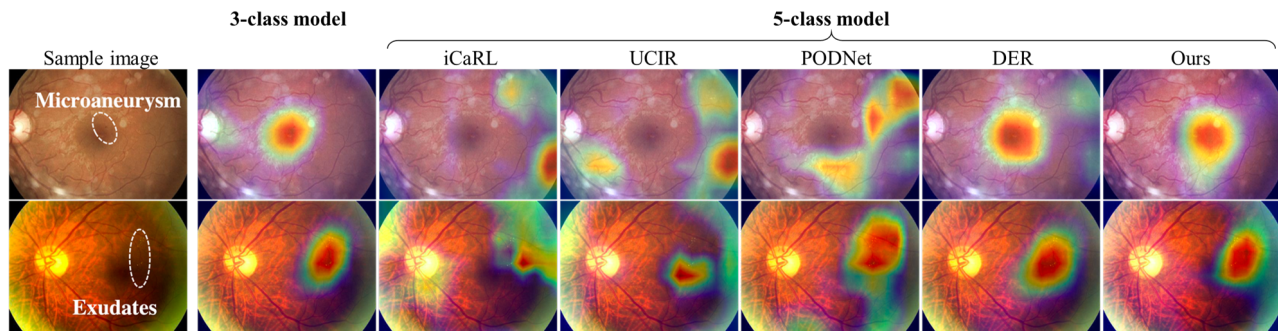 3-class model
5-class model
Sample image
iCaRL
UCIR
PODNet
DER
Ours
Microaneurysm
Exudates